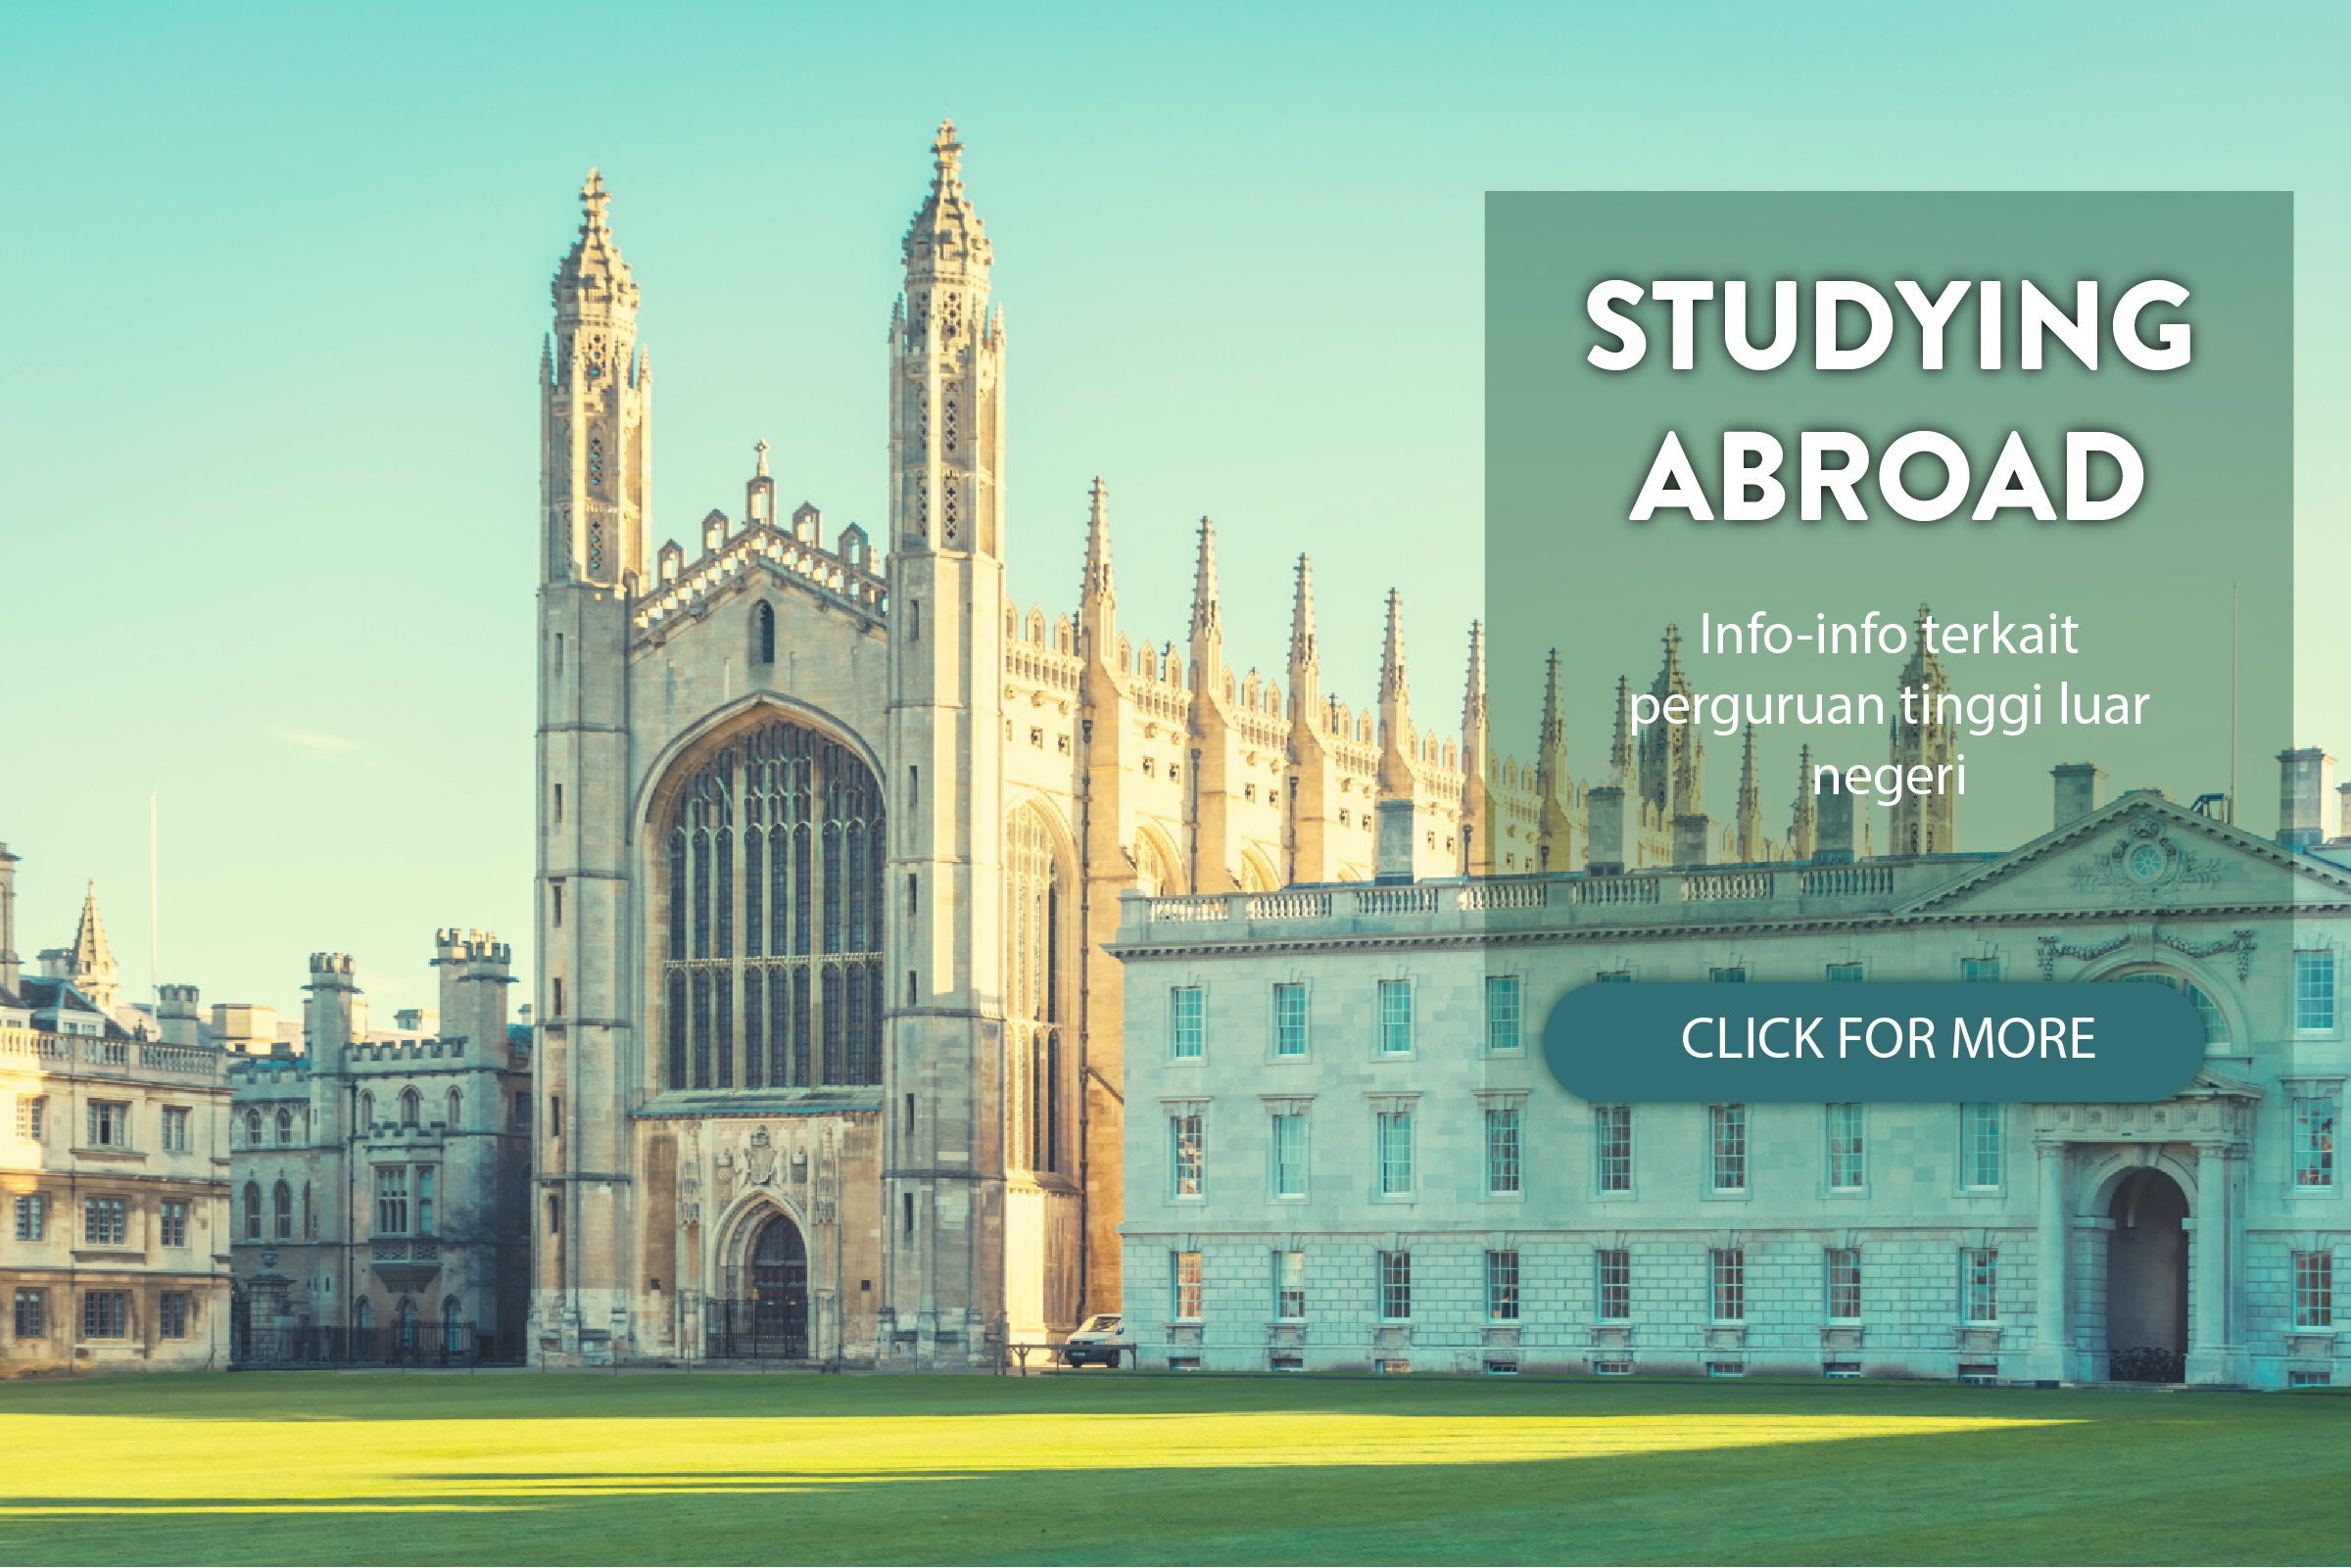 STUDYING
ABROAD
Info-info terkait
perguruan tinggi luar
negeri
CLICK FOR MORE